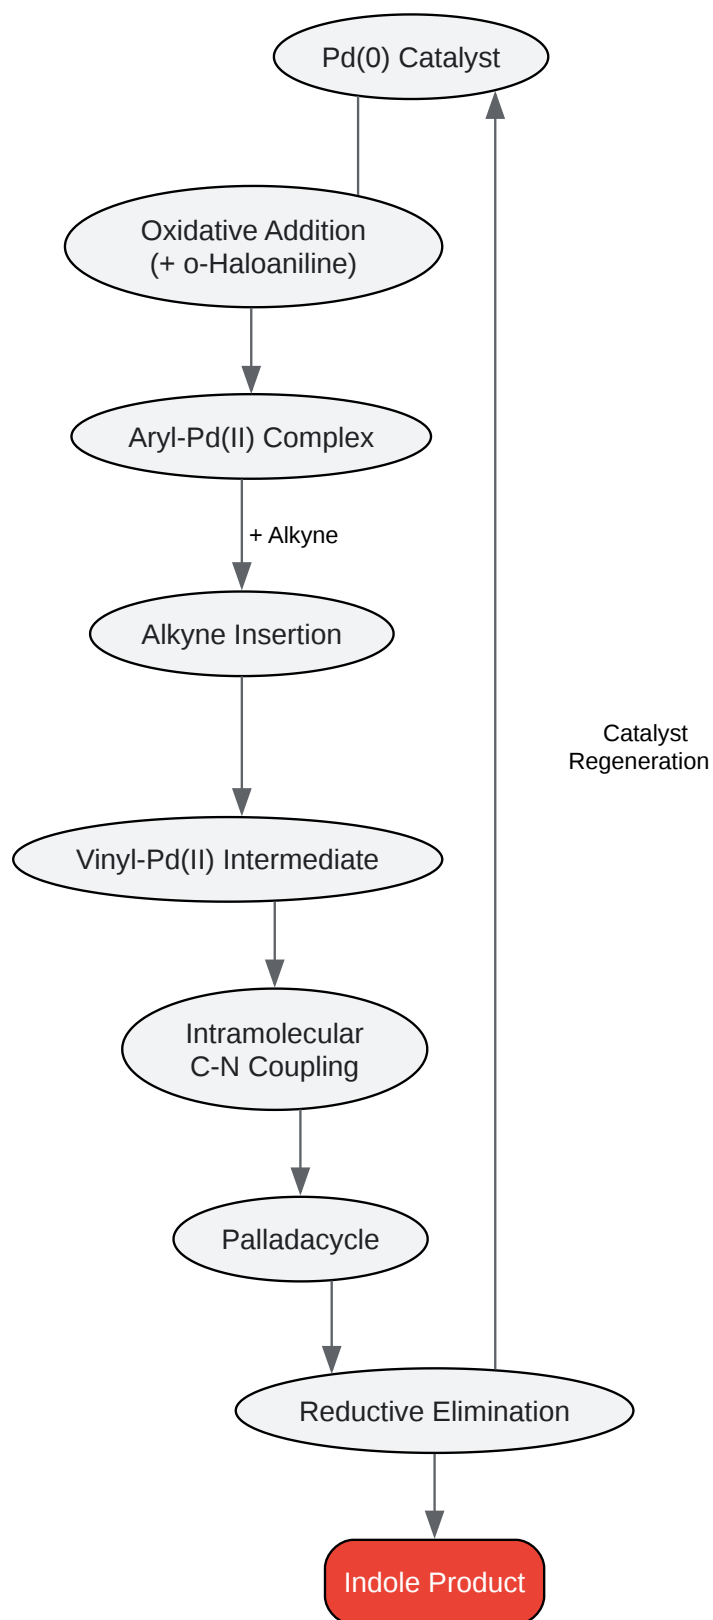 Pd(0) Catalyst
Oxidative Addition
(+ o-Haloaniline)
Aryl-Pd(II) Complex
+ Alkyne
Alkyne Insertion
Catalyst
Regeneration
Vinyl-Pd(II) Intermediate
Intramolecular
C-N Coupling
Palladacycle
Reductive Elimination
Indole Product